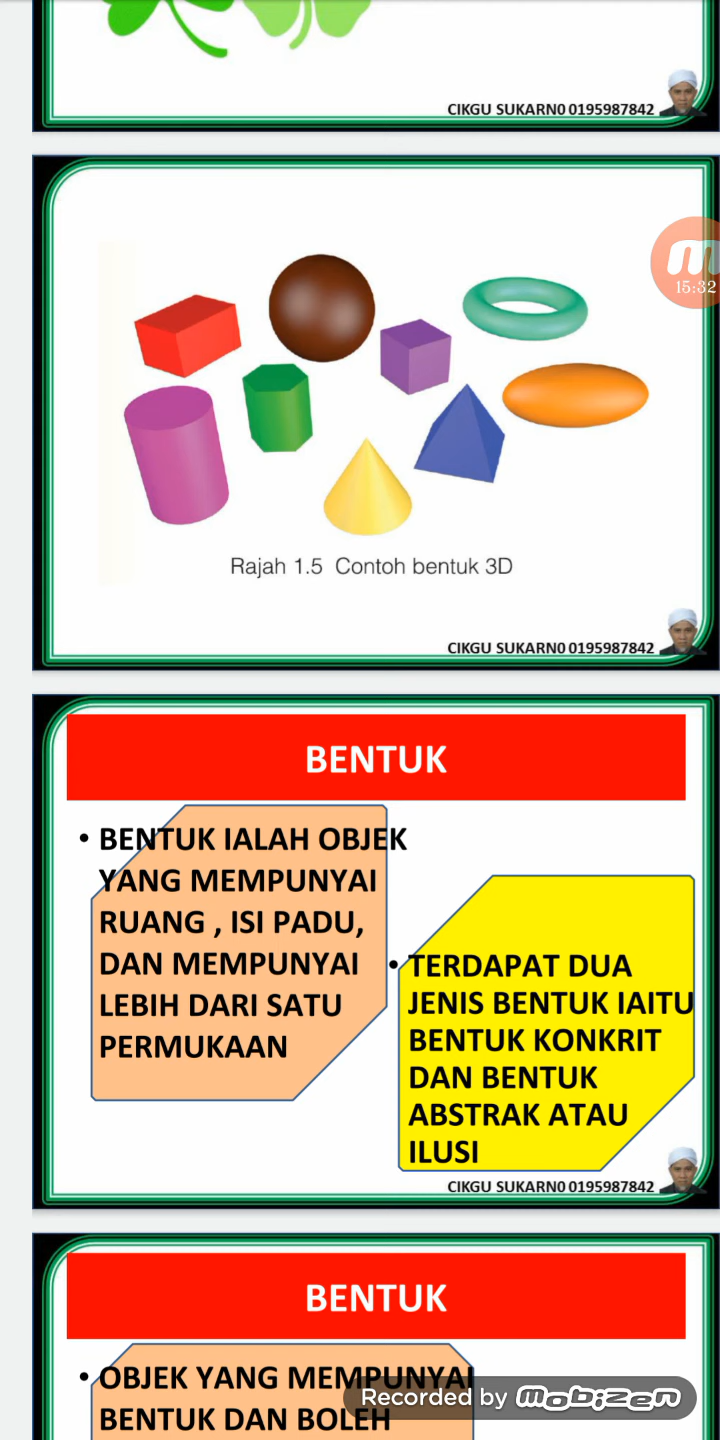 CIKGU SUKARN0 0195987842
m
15:32
Rajah 1.5 Contoh bentuk 3D
CIKGU SUKARN0 0195987842
BENTUK
• BENTUK IALAH OBJEK
YANG MEMPUNYAI
RUANG , ISI PADU,
DAN MEMPUNYAI
LEBIH DARI SATU
PERMUKAAN
• TERDAPAT DUA
JENIS BENTUK IAITU
BENTUK KONKRIT
DAN BENTUK
ABSTRAK ATAU
ILUSI
CIKGU SUKARN0 0195987842
BENTUK
• OBJEK YANG MEMPUNYAI
BENTUK DAN BOLEH
Recorded by mobizen